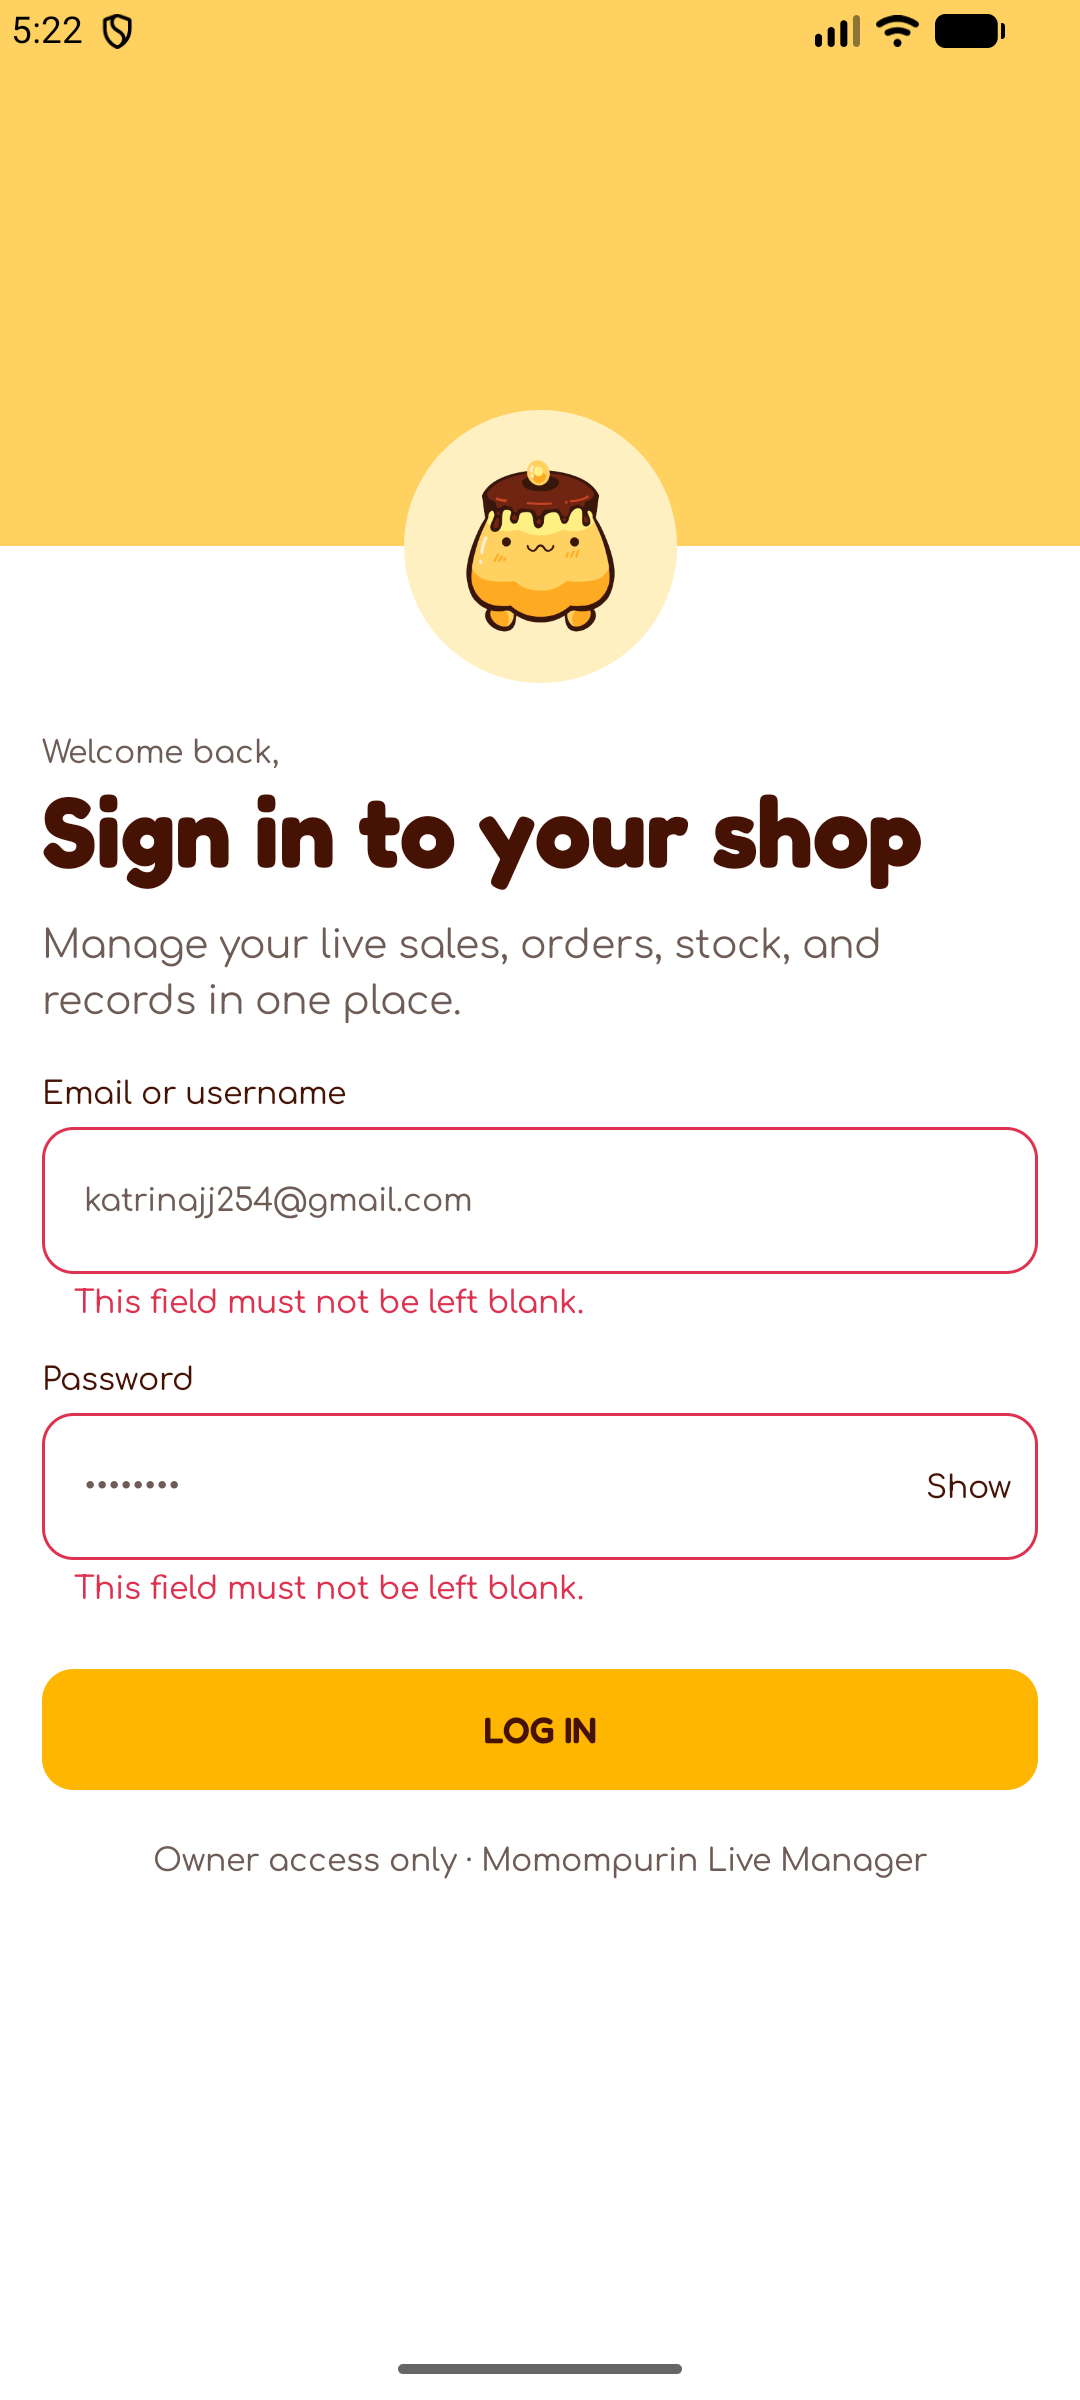 5:22
Welcome back,
Sign in to your shop
Manage your live sales, orders, stock, and
records in one place.
Email or username
katrinajj254@gmail.com
This field must not be left blank.
Password
••••••••
Show
This field must not be left blank.
LOG IN
Owner access only · Momompurin Live Manager